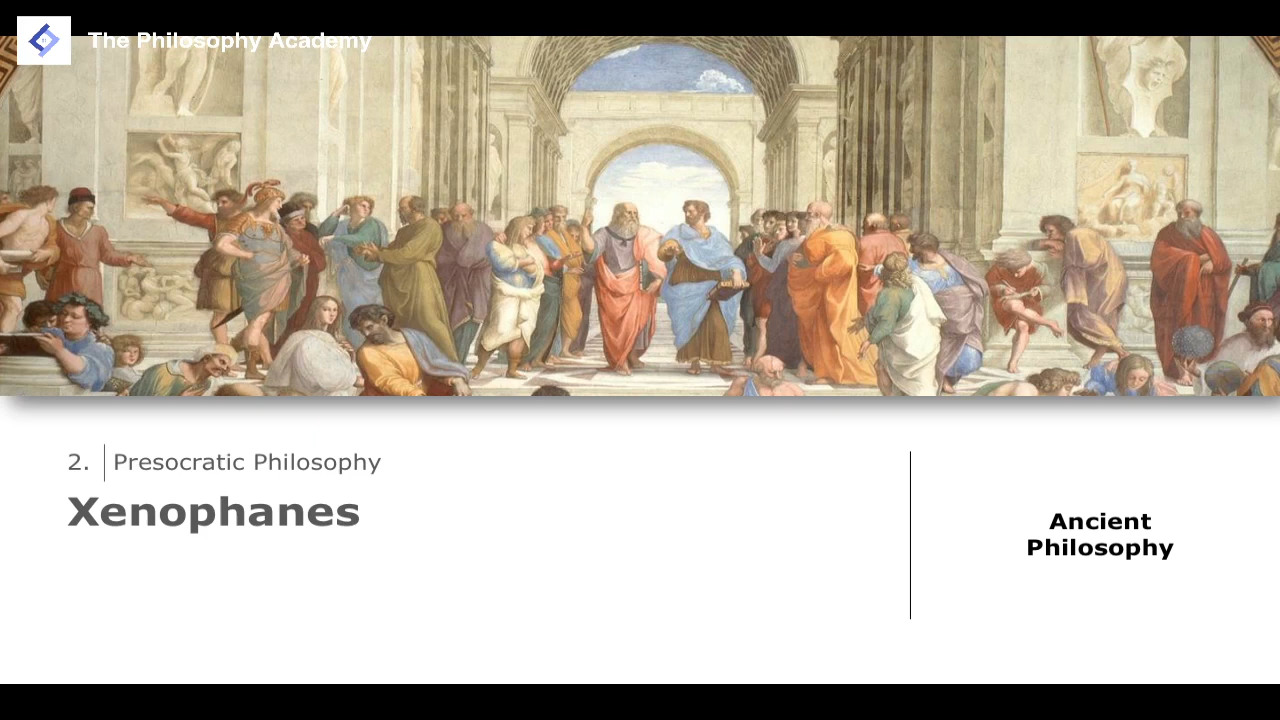 The Philosophy Academy
2. Presocratic Philosophy
Xenophanes
Ancient
Philosophy